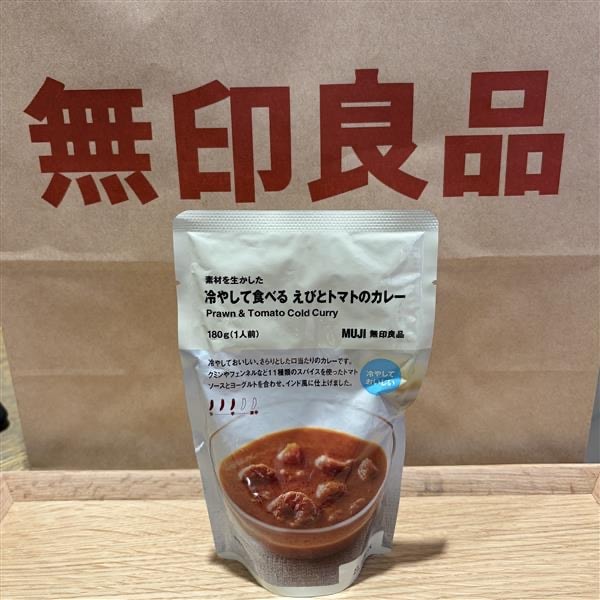 無印良品
素材を生かした
冷やして食べる えびとトマトのカレー
Prawn & Tomato Cold Curry
180g(1人前)
MUJI 無印良品
冷やしておいしい、さらりとした口当たりのカレーです。
クミンやフェンネルなど11種類のスパイスを使ったトマト
ソースとヨーグルトを合わせ、インド風に仕上げました。
冷やして
おいしい